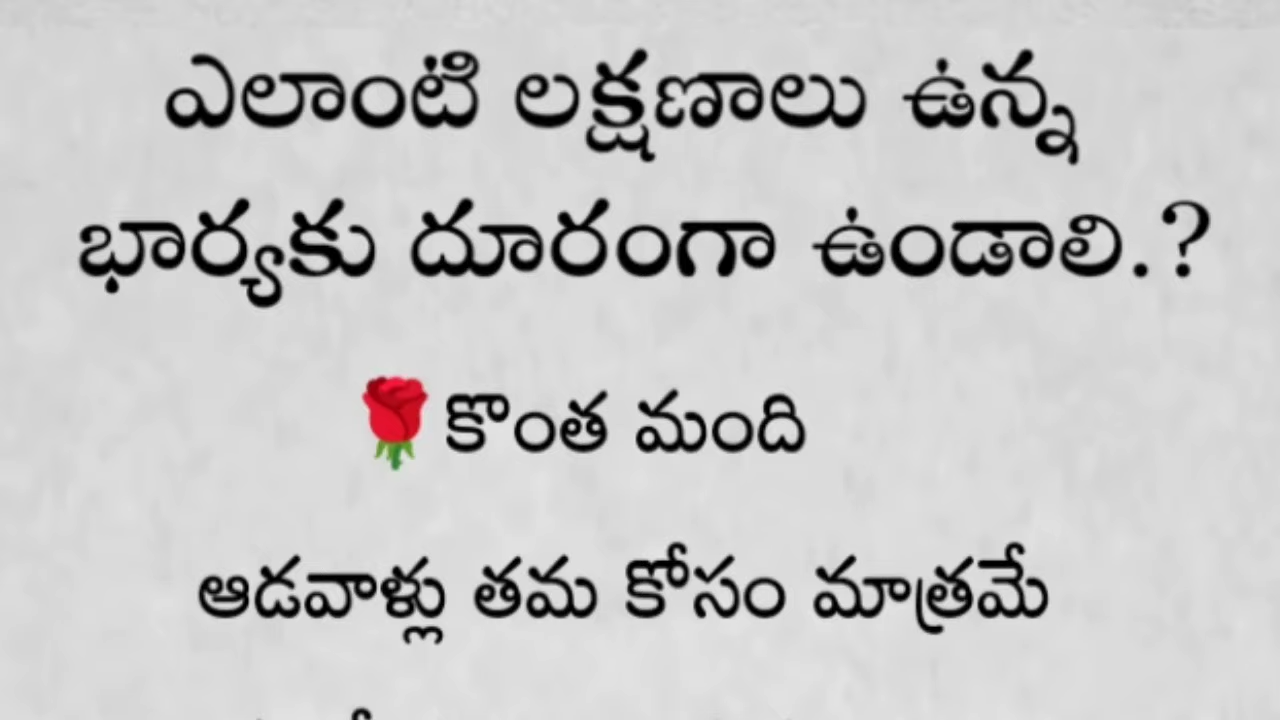 ఎలాంటి లక్షణాలు ఉన్న
భార్యకు దూరంగా ఉండాలి.?
🌹కొంత మంది
ఆడవాళ్లు తమ కోసం మాత్రమే